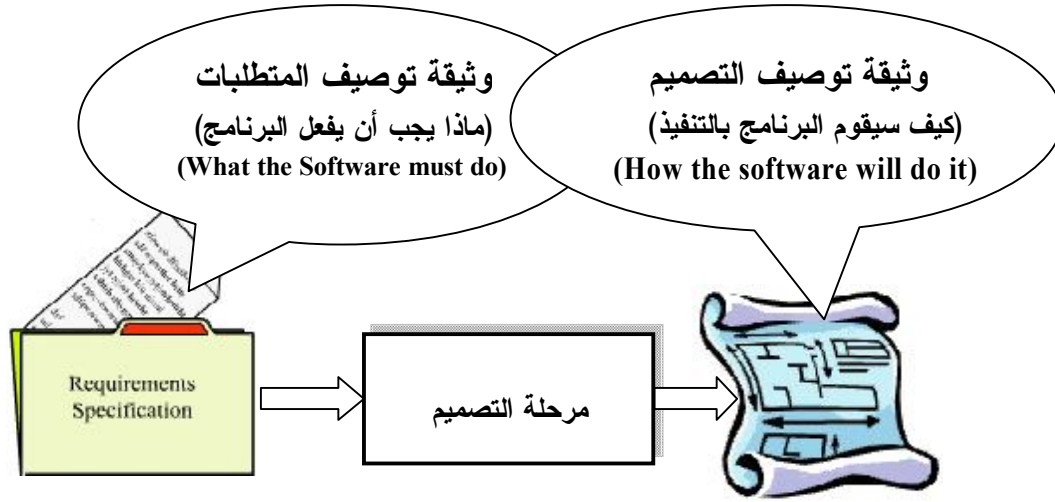 وثيقة توصيف المتطلبات
(ماذا يجب أن يفعل البرنامج)
(What the Software must do)
وثيقة توصيف التصميم
(كيف سيقوم البرنامج بالتنفيذ)
(How the software will do it)
Requirements
Specification
مرحلة التصميم